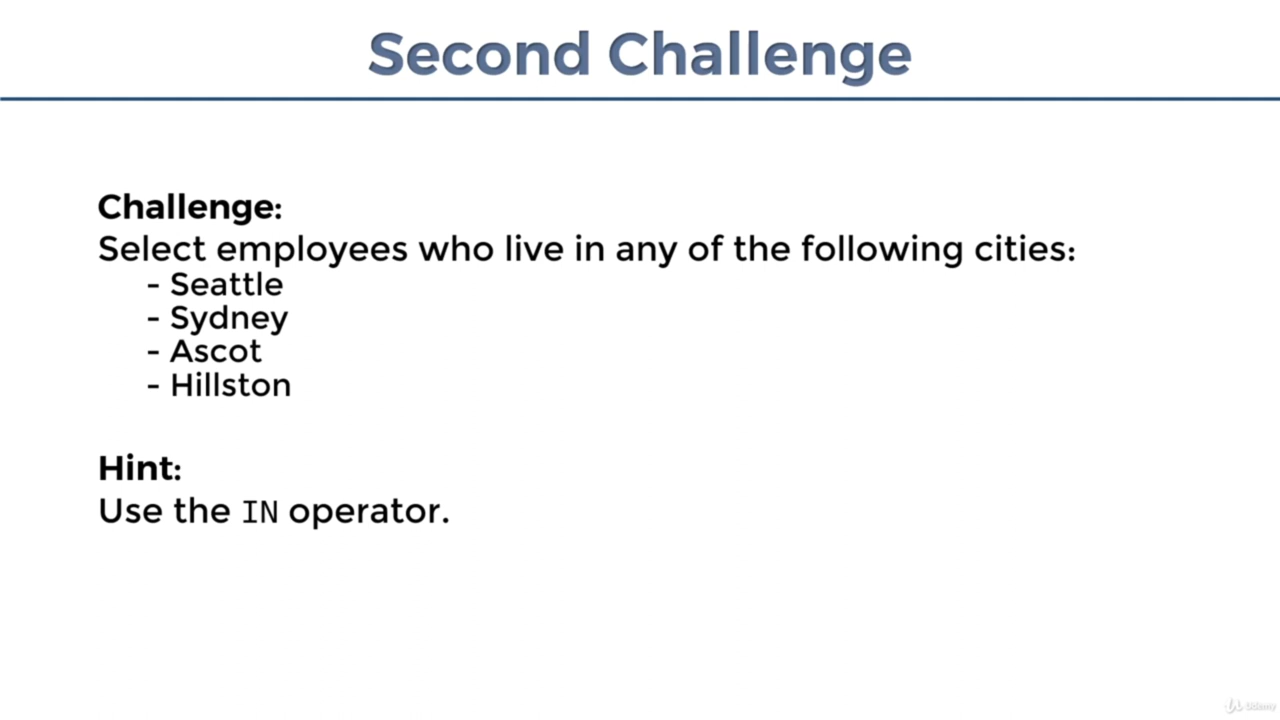 Second Challenge
Challenge:
Select employees who live in any of the following cities:
- Seattle
- Sydney
- Ascot
- Hillston
Hint:
Use the IN operator.
Udemy